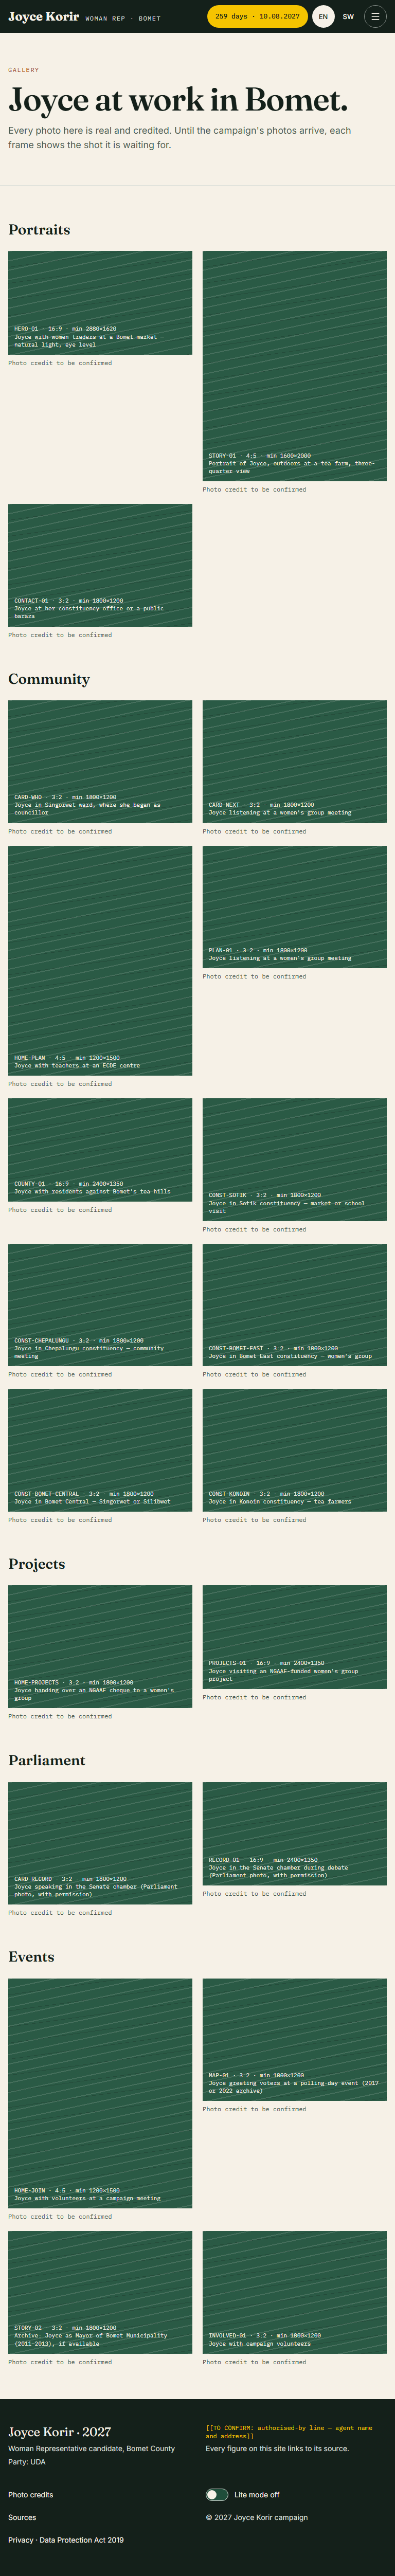 Joyce Korir WOMAN REP · BOMET
259 days · 10.08.2027
EN
SW
GALLERY
Joyce at work in Bomet.
Every photo here is real and credited. Until the campaign's photos arrive, each
frame shows the shot it is waiting for.
Portraits
HERO-01 · 16:9 · min 2880×1620
Joyce with women traders at a Bomet market —
natural light, eye level
Photo credit to be confirmed
STORY-01 · 4:5 · min 1600×2000
Portrait of Joyce, outdoors at a tea farm, three-
quarter view
Photo credit to be confirmed
CONTACT-01 · 3:2 · min 1800×1200
Joyce at her constituency office or a public
baraza
Photo credit to be confirmed
Community
CARD-WHO · 3:2 · min 1800×1200
Joyce in Singorwet ward, where she began as
councillor
Photo credit to be confirmed
CARD-NEXT · 3:2 · min 1800×1200
Joyce listening at a women's group meeting
Photo credit to be confirmed
HOME-PLAN · 4:5 · min 1200×1500
Joyce with teachers at an ECDE centre
Photo credit to be confirmed
PLAN-01 · 3:2 · min 1800×1200
Joyce listening at a women's group meeting
Photo credit to be confirmed
COUNTY-01 · 16:9 · min 2400×1350
Joyce with residents against Bomet's tea hills
Photo credit to be confirmed
CONST-SOTIK · 3:2 · min 1800×1200
Joyce in Sotik constituency — market or school
visit
Photo credit to be confirmed
CONST-CHEPALUNGU · 3:2 · min 1800×1200
Joyce in Chepalungu constituency — community
meeting
Photo credit to be confirmed
CONST-BOMET-EAST · 3:2 · min 1800×1200
Joyce in Bomet East constituency — women's group
Photo credit to be confirmed
CONST-BOMET-CENTRAL · 3:2 · min 1800×1200
Joyce in Bomet Central — Singorwet or Silibwet
Photo credit to be confirmed
CONST-KONOIN · 3:2 · min 1800×1200
Joyce in Konoin constituency — tea farmers
Photo credit to be confirmed
Projects
HOME-PROJECTS · 3:2 · min 1800×1200
Joyce handing over an NGAAF cheque to a women's
group
Photo credit to be confirmed
PROJECTS-01 · 16:9 · min 2400×1350
Joyce visiting an NGAAF-funded women's group
project
Photo credit to be confirmed
Parliament
CARD-RECORD · 3:2 · min 1800×1200
Joyce speaking in the Senate chamber (Parliament
photo, with permission)
Photo credit to be confirmed
RECORD-01 · 16:9 · min 2400×1350
Joyce in the Senate chamber during debate
(Parliament photo, with permission)
Photo credit to be confirmed
Events
HOME-JOIN · 4:5 · min 1200×1500
Joyce with volunteers at a campaign meeting
Photo credit to be confirmed
MAP-01 · 3:2 · min 1800×1200
Joyce greeting voters at a polling-day event (2017
or 2022 archive)
Photo credit to be confirmed
STORY-02 · 3:2 · min 1800×1200
Archive: Joyce as Mayor of Bomet Municipality
(2011–2013), if available
Photo credit to be confirmed
INVOLVED-01 · 3:2 · min 1800×1200
Joyce with campaign volunteers
Photo credit to be confirmed
Joyce Korir · 2027
Woman Representative candidate, Bomet County
Party: UDA
[[TO CONFIRM: authorised-by line — agent name
and address]]
Every figure on this site links to its source.
Photo credits
Sources
Privacy · Data Protection Act 2019
Lite mode off
© 2027 Joyce Korir campaign